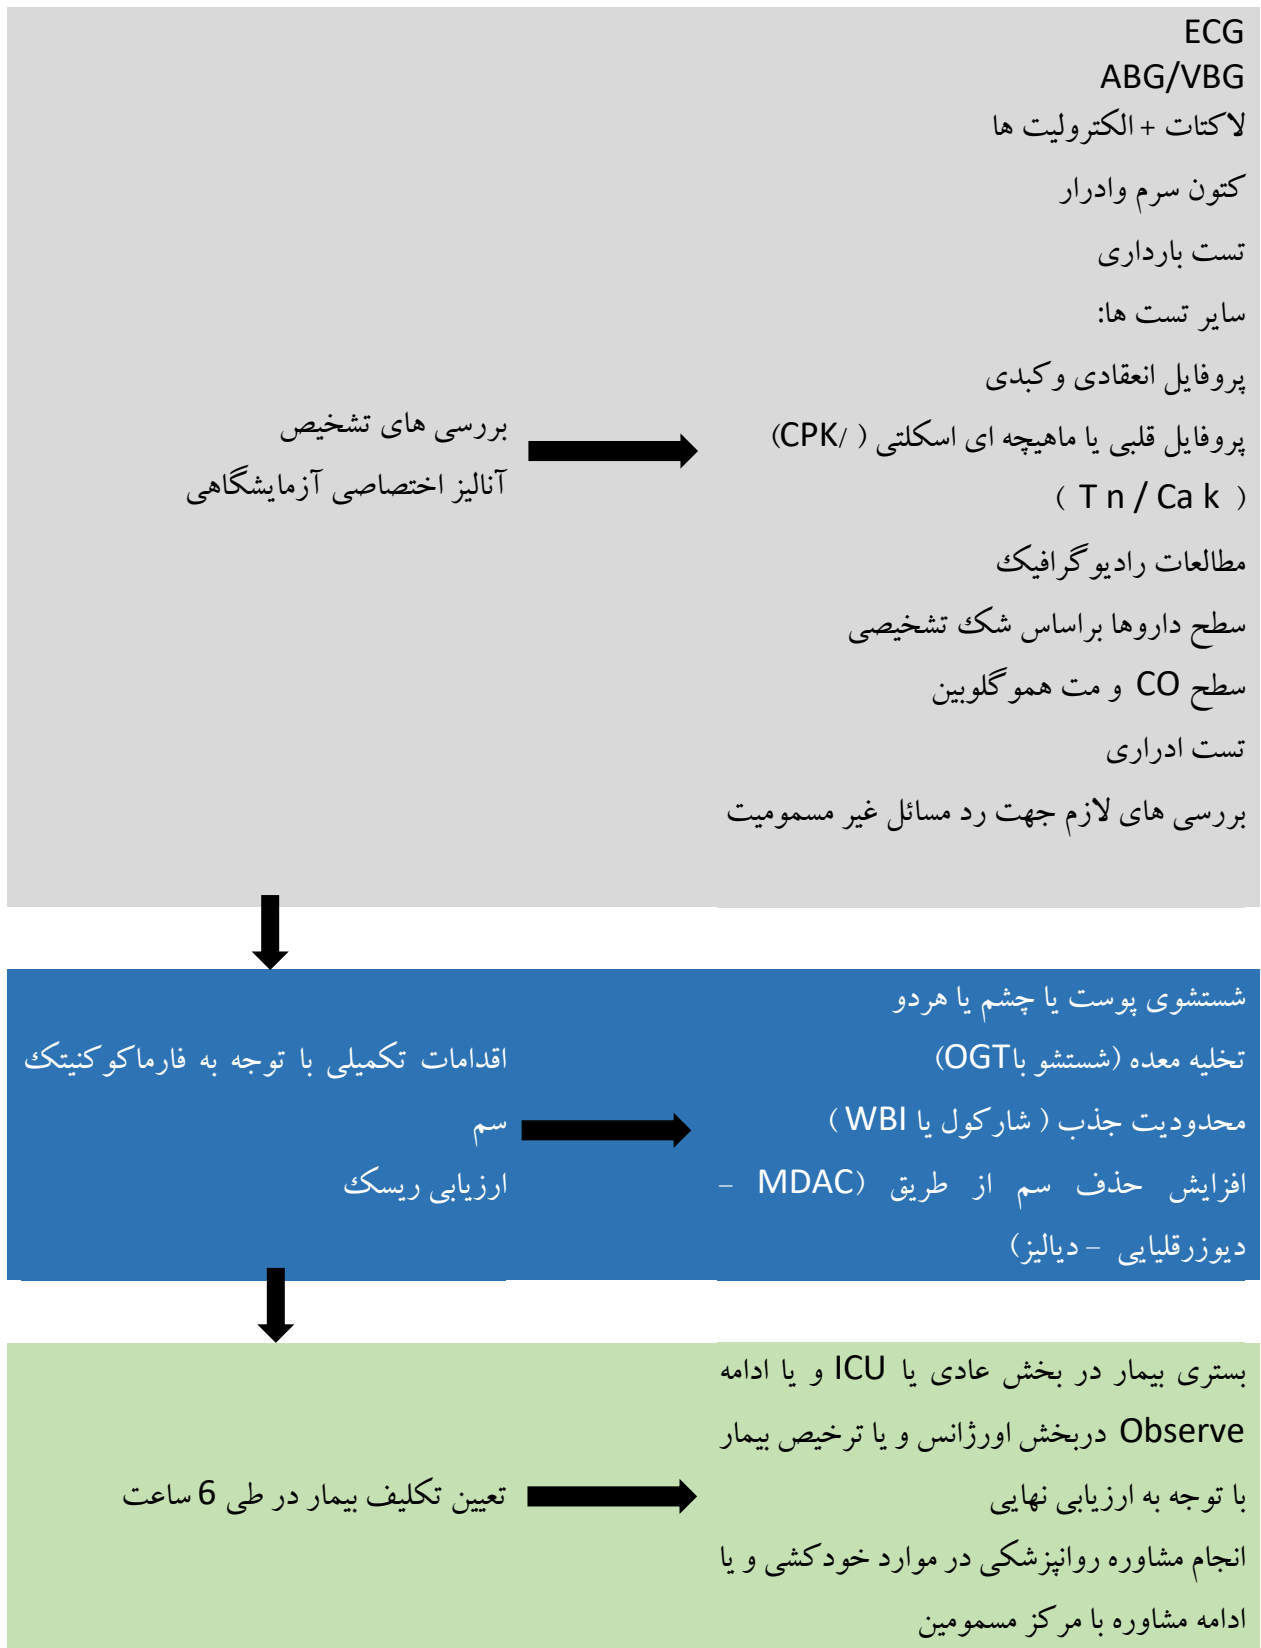 ECG
ABG/VBG
لاکتات + الکترولیت ها
کتون سرم وادرار
تست بارداری
سایر تست ها:
پروفایل انعقادی وکبدی
پروفایل قلبی یا ماهیچه ای اسکلتی ( /CPK)
( T n / Ca k )
مطالعات رادیوگرافیک
سطح داروها براساس شک تشخیصی
سطح CO و مت هموگلوبین
تست ادراری
بررسی های لازم جهت رد مسائل غیر مسمومیت
بررسی های تشخیص
آنالیز اختصاصی آزمایشگاهی
شستشوی پوست یا چشم یا هردو
تخلیه معده (شستشو باOGT)
محدودیت جذب ( شارکول یا WBI )
افزایش حذف سم از طریق (MDAC –
دیوزرقلیایی – دیالیز)
اقدامات تکمیلی با توجه به فارماکوکنیتک
سم
ارزیابی ریسک
بستری بیمار در بخش عادی یا ICU و یا ادامه
Observe دربخش اورژانس و یا ترخیص بیمار
با توجه به ارزیابی نهایی
انجام مشاوره روانپزشکی در موارد خودکشی و یا
ادامه مشاوره با مرکز مسمومین
تعیین تکلیف بیمار در طی 6 ساعت